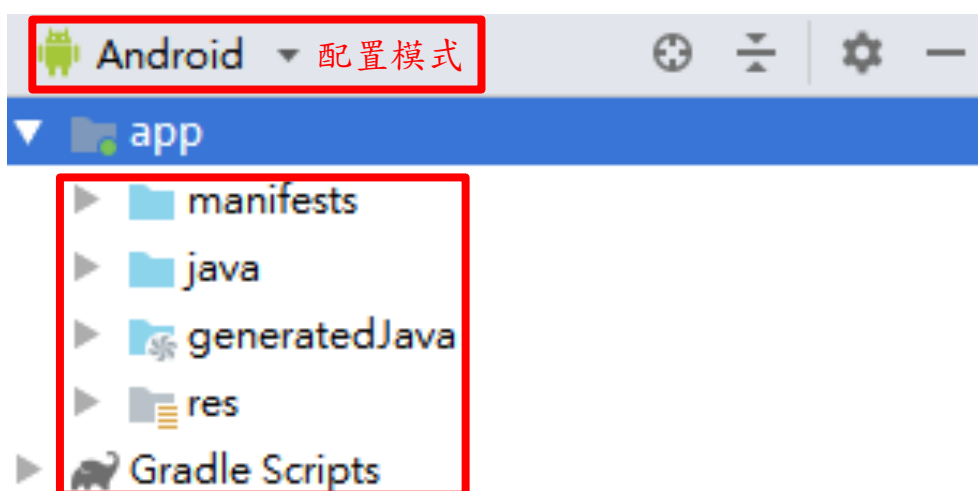 Android 配置模式
app
manifests
java
generatedJava
res
Gradle Scripts